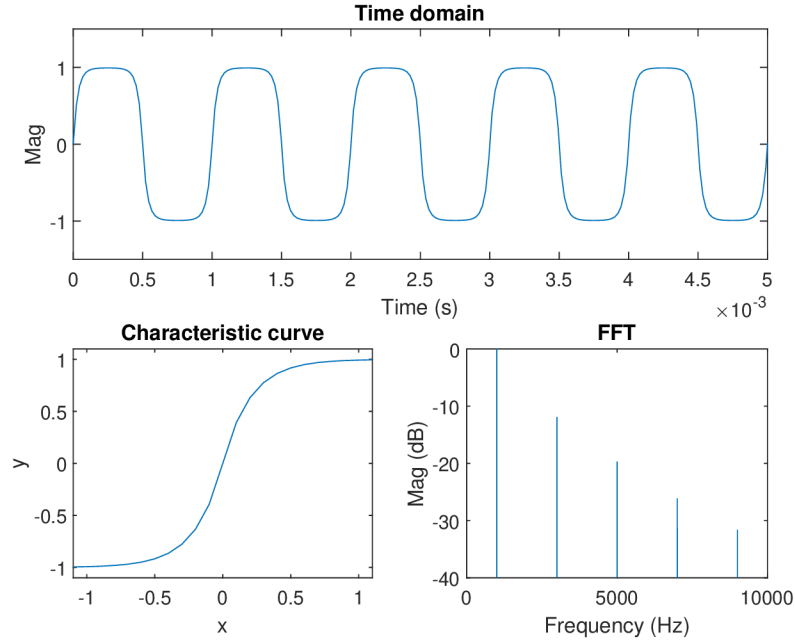 Time domain
Mag
1
0
-1
0 0.5 1 1.5 2 2.5 3 3.5 4 4.5 5
Time (s)
×10-3
Characteristic curve
y
1
0.5
0
-0.5
-1
-1 -0.5 0 0.5 1
x
FFT
Mag (dB)
0
-10
-20
-30
-40
0 5000 10000
Frequency (Hz)